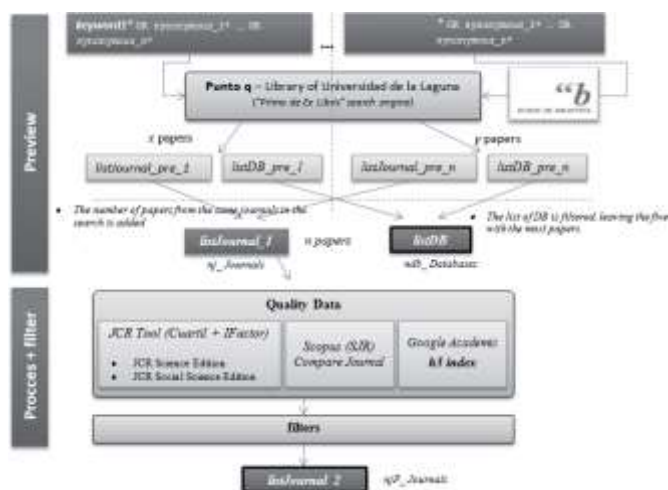 keyword1* OR synonymous_1* ... OR
synonymous_n*
...
* OR synonymous_1* ... OR
synonymous_n*
Punto q – Library of Universidad de la Laguna
("Primo de Ex Libris" search engine)
“b
Preview
x papers
y papers
listJournal_pre_1
listDB_pre_1
listJournal_pre_n
listDB_pre_n
• The number of papers from the same journals in the
search is added
• The list of DB is filtered, leaving the five
with the most papers.
listJournal_1
n papers
listDB
nj_Journals
ndb_Databases
Procces + filter
Quality Data
JCR Tool (Cuartil + IFactor)
• JCR Science Edition
• JCR Social Science Edition
Scopus (SJR)
Compare Journal
Google Academic
h5 index
filters
listJournal_2
njF_Journals